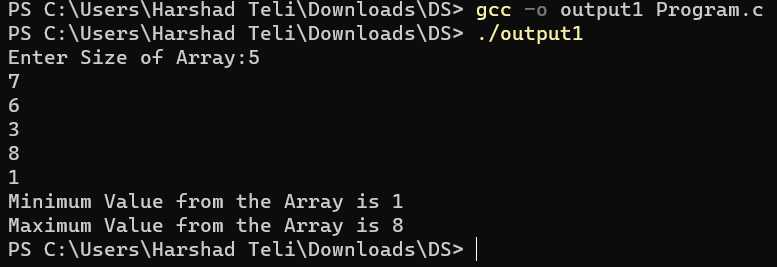 PS C:\Users\Harshad Teli\Downloads\DS> gcc -o output1 Program.c
PS C:\Users\Harshad Teli\Downloads\DS> ./output1
Enter Size of Array:5
7
6
3
8
1
Minimum Value from the Array is 1
Maximum Value from the Array is 8
PS C:\Users\Harshad Teli\Downloads\DS>